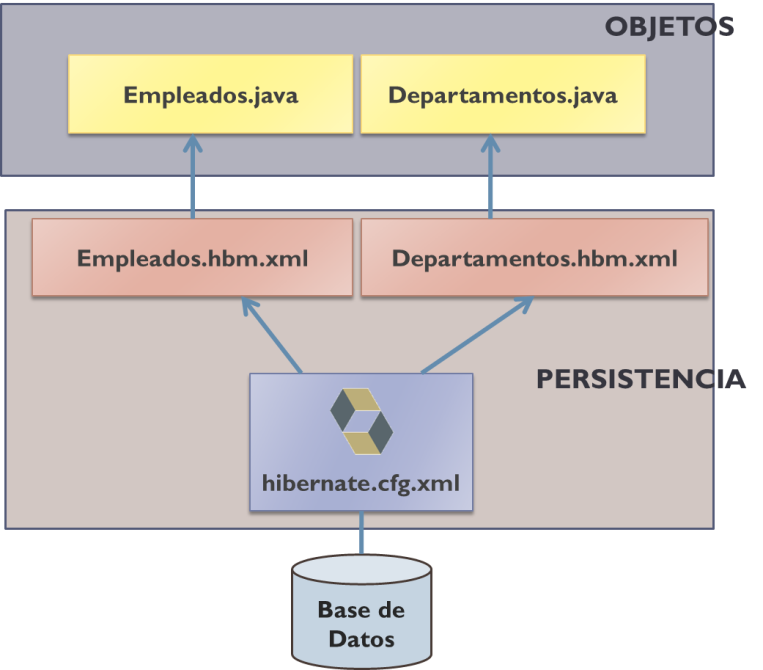 OBJETOS
Empleados.java
Departamentos.java
Empleados.hbm.xml
Departamentos.hbm.xml
PERSISTENCIA
hibernate.cfg.xml
Base de
Datos